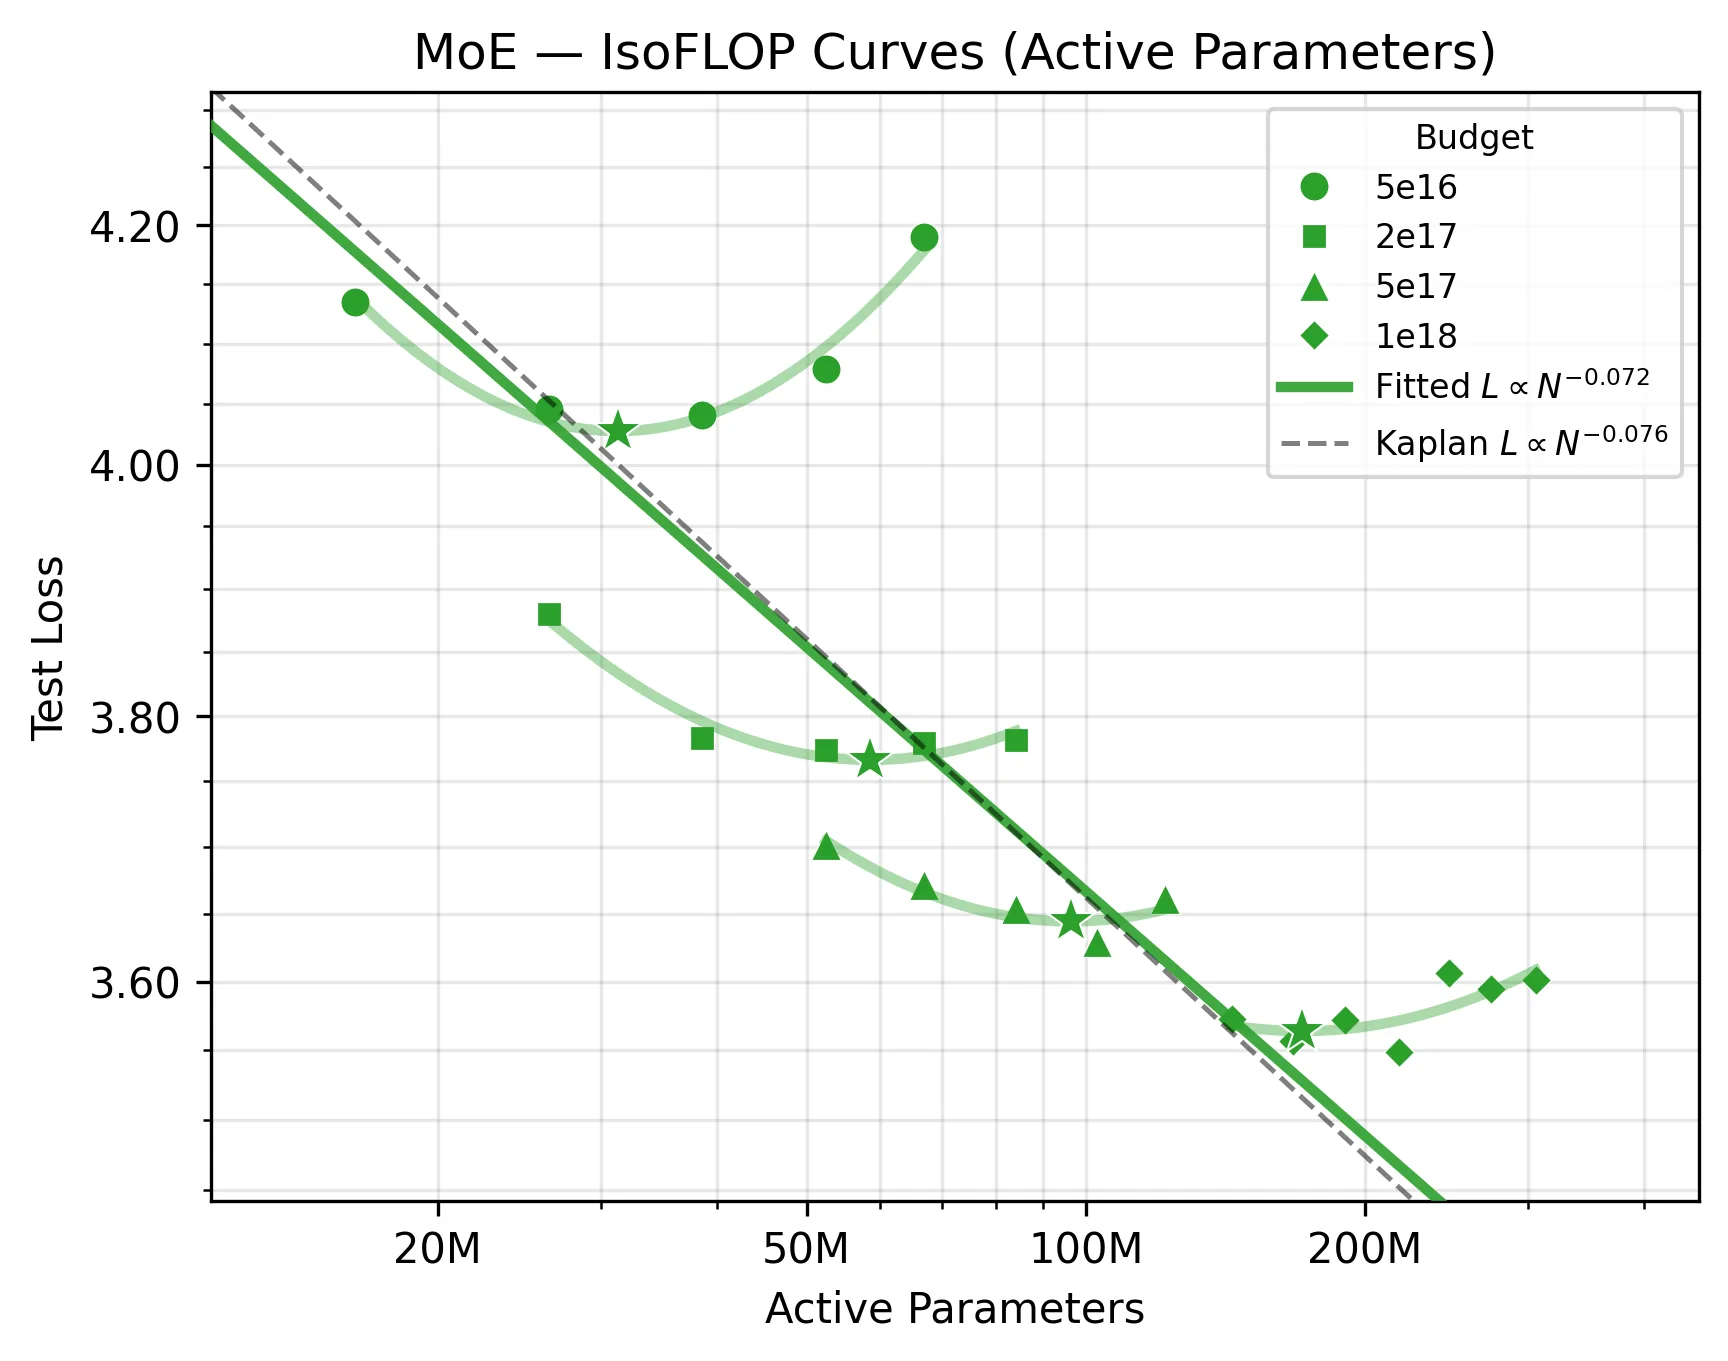 MoE — IsoFLOP Curves (Active Parameters)
Budget
5e16
2e17
5e17
1e18
Fitted L ∝ N^{-0.072}
Kaplan L ∝ N^{-0.076}
Test Loss
4.20
4.00
3.80
3.60
20M
50M
100M
200M
Active Parameters